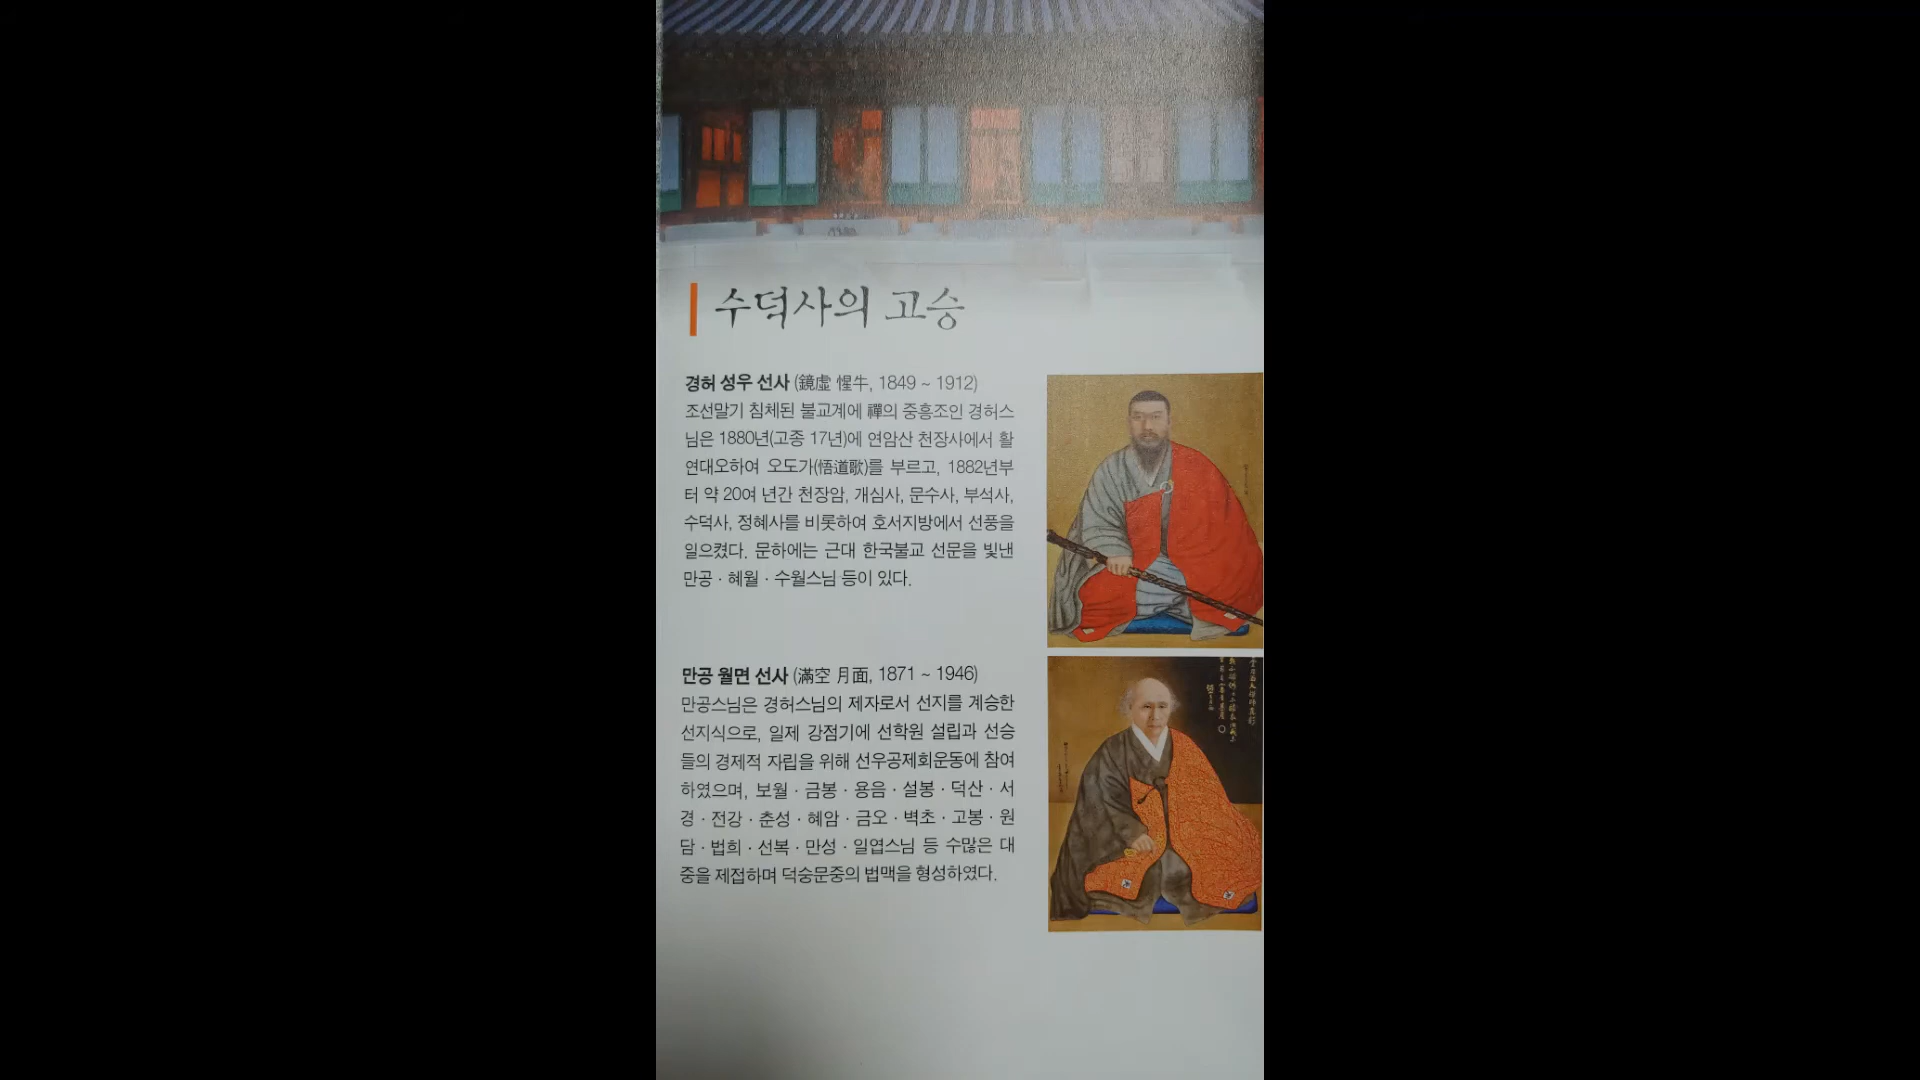 수덕사의 고승
경허 성우 선사 (鏡虛 惺牛, 1849 ~ 1912)
조선말기 침체된 불교계에 禪의 중흥조인 경허스
님은 1880년(고종 17년)에 연암산 천장사에서 활
연대오하여 오도가(悟道歌)를 부르고, 1882년부
터 약 20여 년간 천장암, 개심사, 문수사, 부석사,
수덕사, 정혜사를 비롯하여 호서지방에서 선풍을
일으켰다. 문하에는 근대 한국불교 선문을 빛낸
만공 · 혜월 · 수월스님 등이 있다.
만공 월면 선사 (滿空 月面, 1871 ~ 1946)
만공스님은 경허스님의 제자로서 선지를 계승한
선지식으로, 일제 강점기에 선학원 설립과 선승
들의 경제적 자립을 위해 선우공제회운동에 참여
하였으며, 보월 · 금봉 · 용음 · 설봉 · 덕산 · 서
경 · 전강 · 춘성 · 혜암 · 금오 · 벽초 · 고봉 · 원
담 · 법희 · 선복 · 만성 · 일엽스님 등 수많은 대
중을 제접하며 덕숭문중의 법맥을 형성하였다.